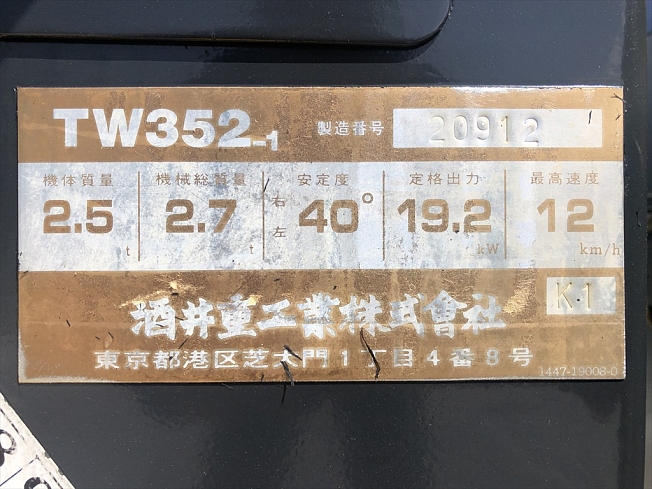 TW352-1 製造番号 20912
機体質量 機械総質量 安定度 定格出力 最高速度
2.5 t 2.7 t 右左 40° 19.2 kW 12 km/h
K1
酒井重工業株式會社
東京都港区芝大門1丁目4番8号
1447-19008-0